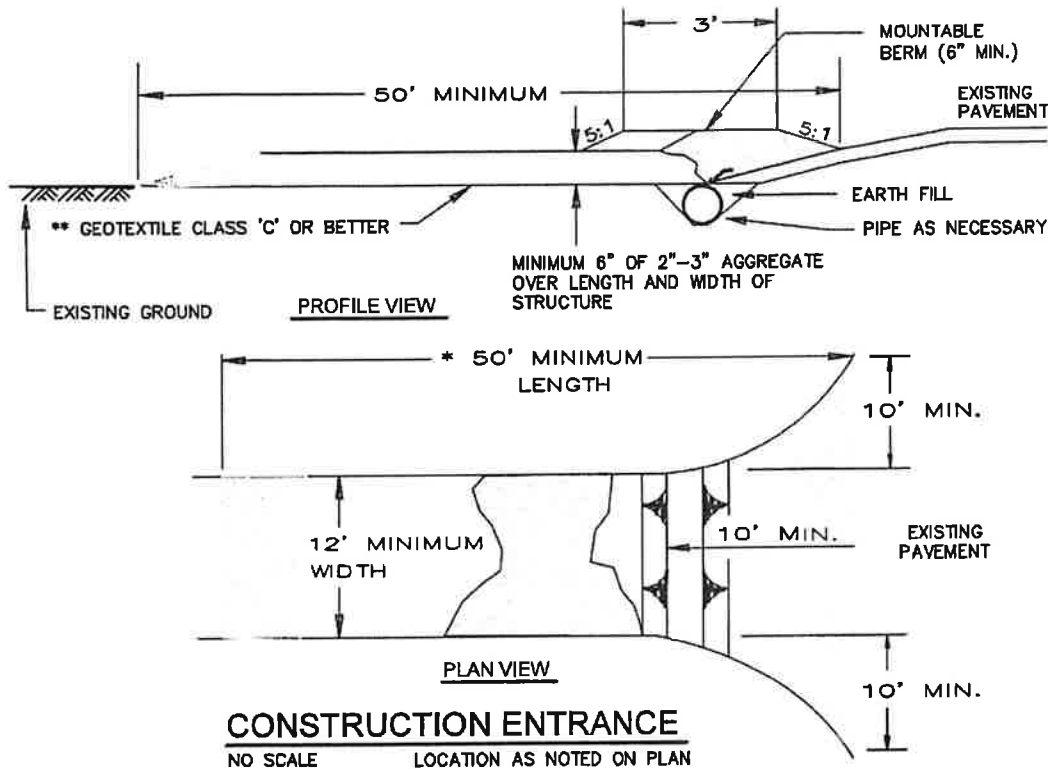 3'
MOUNTABLE
BERM (6" MIN.)
50' MINIMUM
EXISTING
PAVEMENT
5:1
5:1
** GEOTEXTILE CLASS 'C' OR BETTER
EARTH FILL
PIPE AS NECESSARY
MINIMUM 6" OF 2"-3" AGGREGATE
OVER LENGTH AND WIDTH OF
STRUCTURE
EXISTING GROUND
PROFILE VIEW
* 50' MINIMUM
LENGTH
10' MIN.
12' MINIMUM
WIDTH
10' MIN.
EXISTING
PAVEMENT
PLAN VIEW
10' MIN.
CONSTRUCTION ENTRANCE
NO SCALE LOCATION AS NOTED ON PLAN